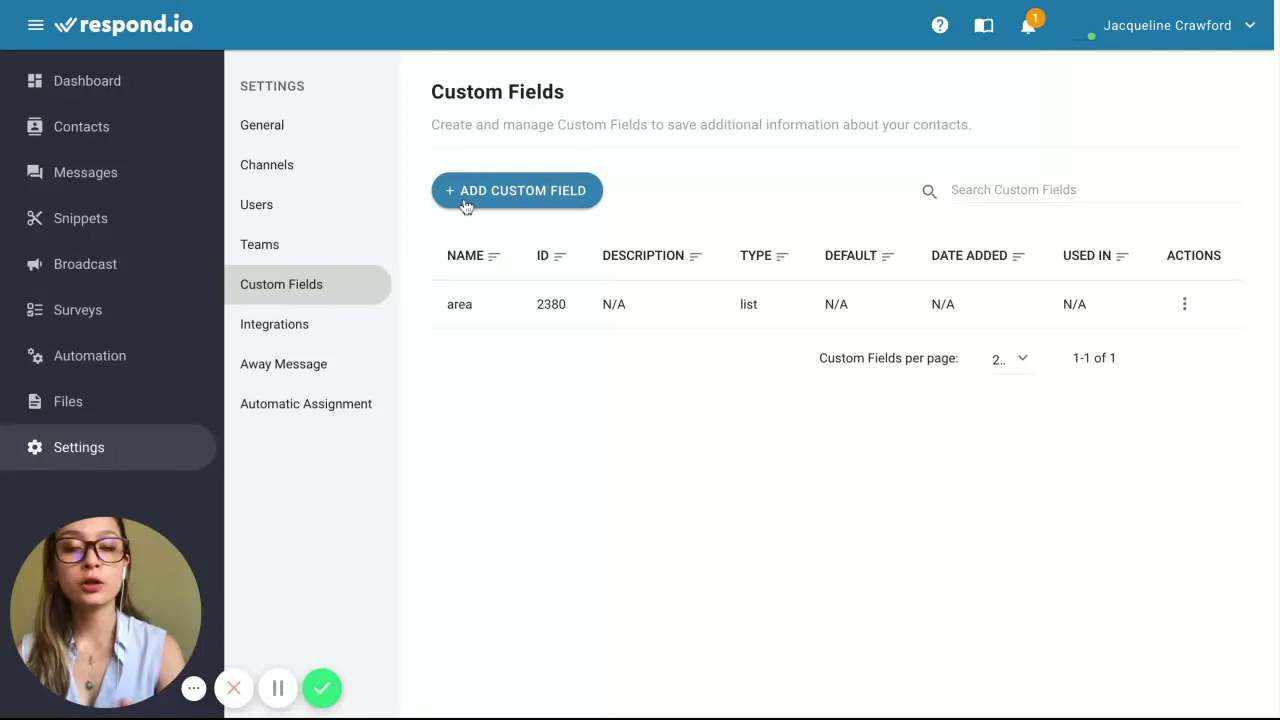 respond.io
1
Jacqueline Crawford
Dashboard
Contacts
Messages
Snippets
Broadcast
Surveys
Automation
Files
Settings
SETTINGS
General
Channels
Users
Teams
Custom Fields
Integrations
Away Message
Automatic Assignment
Custom Fields
Create and manage Custom Fields to save additional information about your contacts.
+ ADD CUSTOM FIELD
Search Custom Fields
NAME ID DESCRIPTION TYPE DEFAULT DATE ADDED USED IN ACTIONS
area 2380 N/A list N/A N/A N/A
Custom Fields per page: 2.. 1-1 of 1